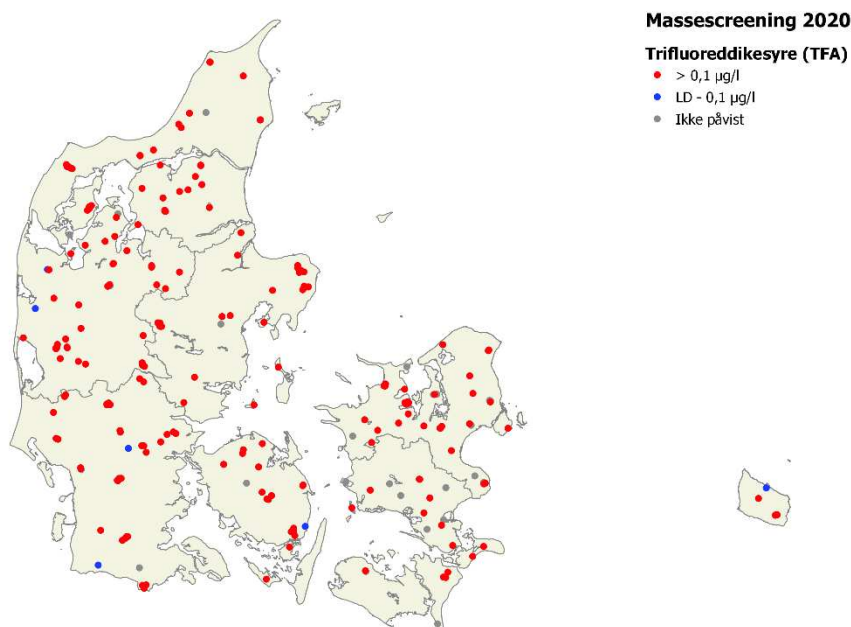 Massescreening 2020
Trifluoreddikesyre (TFA)
> 0,1 µg/l
LD - 0,1 µg/l
Ikke påvist